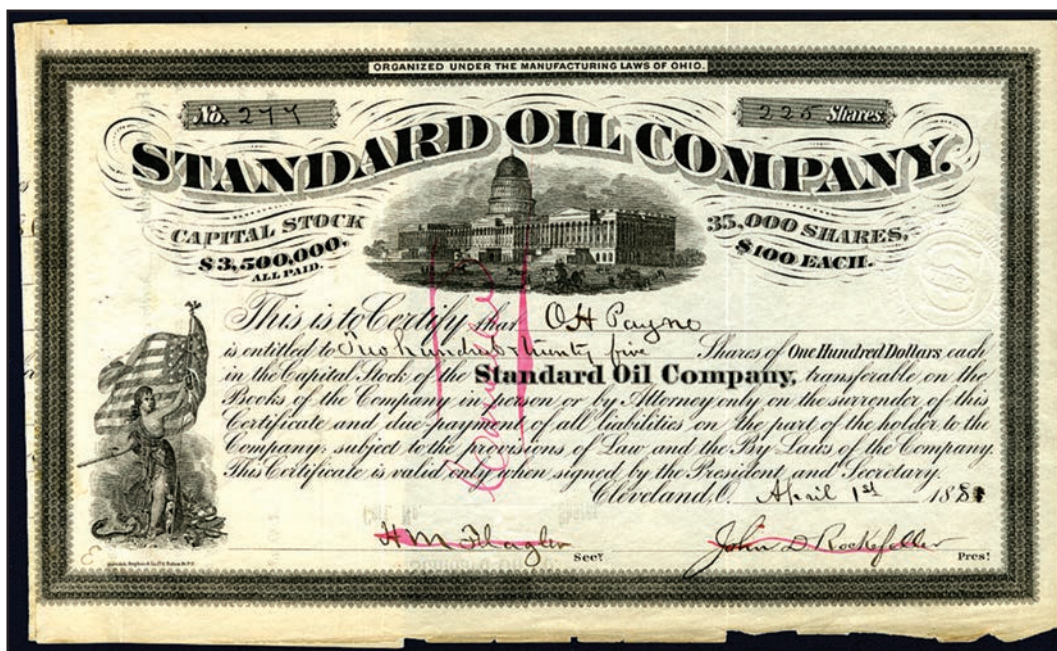 ORGANIZED UNDER THE MANUFACTURING LAWS OF OHIO.
No. 277
225 Shares
STANDARD OIL COMPANY.
CAPITAL STOCK
$3,500,000.
ALL PAID.
35,000 SHARES,
$100 EACH.
This is to Certify that O H Payne
is entitled to Two hundred & twenty five Shares of One Hundred Dollars each
in the Capital Stock of the Standard Oil Company, transferable on the
Books of the Company in person or by Attorney only on the surrender of this
Certificate and due payment of all liabilities on the part of the holder to the
Company, subject to the provisions of Law and the By Laws of the Company.
This Certificate is valid only when signed by the President and Secretary.
Cleveland, O. April 1st 1881
H M Flagler Secy.
John D Rockefeller Prest
Cancelled